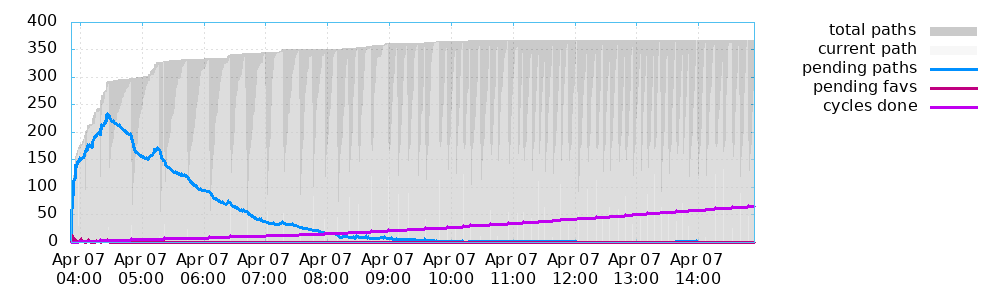 400
350
300
250
200
150
100
50
0
Apr 07 Apr 07 Apr 07 Apr 07 Apr 07 Apr 07 Apr 07 Apr 07 Apr 07 Apr 07 Apr 07
04:00 05:00 06:00 07:00 08:00 09:00 10:00 11:00 12:00 13:00 14:00
total paths
current path
pending paths
pending favs
cycles done